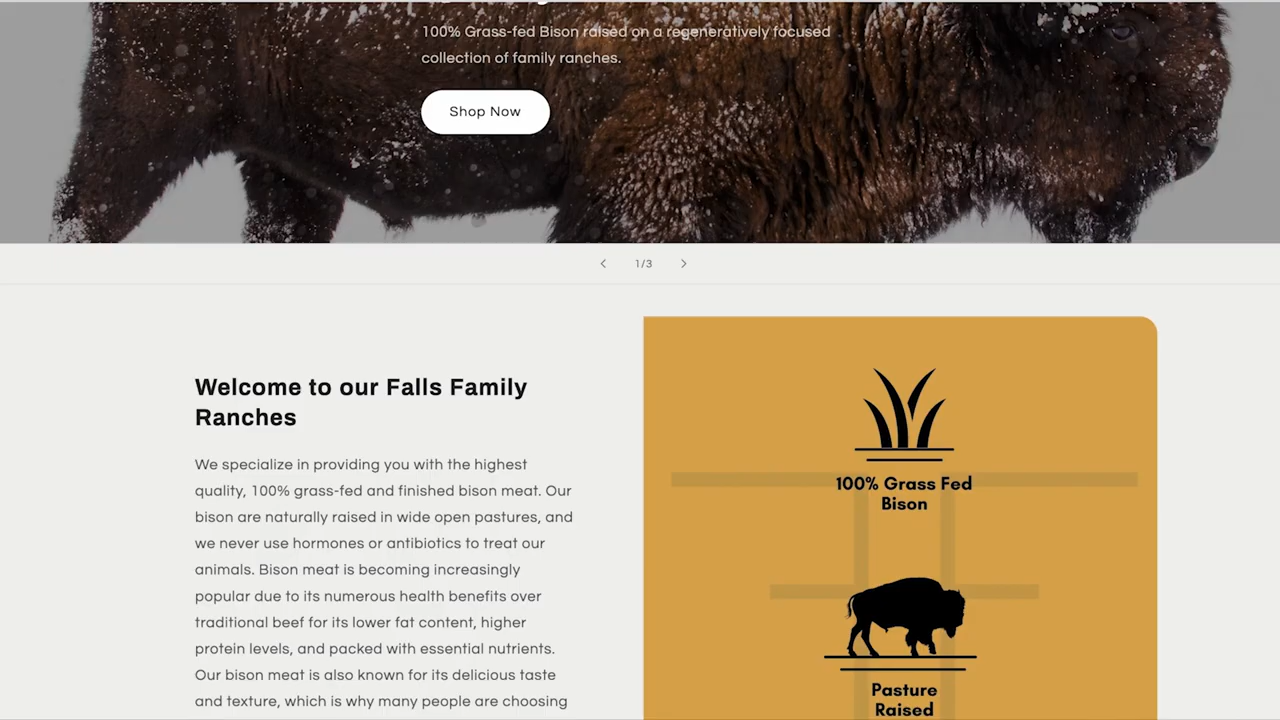 100% Grass-fed Bison raised on a regeneratively focused
collection of family ranches.
Shop Now
1/3
Welcome to our Falls Family
Ranches
We specialize in providing you with the highest
quality, 100% grass-fed and finished bison meat. Our
bison are naturally raised in wide open pastures, and
we never use hormones or antibiotics to treat our
animals. Bison meat is becoming increasingly
popular due to its numerous health benefits over
traditional beef for its lower fat content, higher
protein levels, and packed with essential nutrients.
Our bison meat is also known for its delicious taste
and texture, which is why many people are choosing
100% Grass Fed
Bison
Pasture
Raised